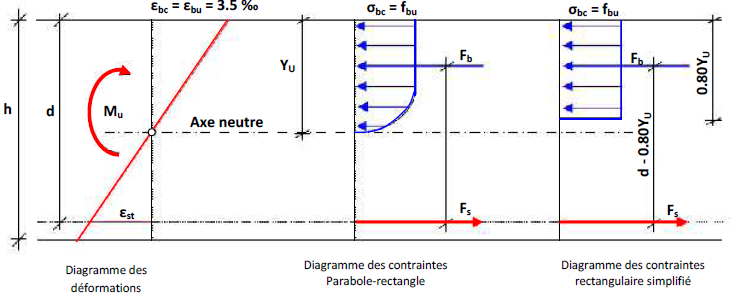 εbc = εbu = 3.5 ‰
σbc = fbu
σbc = fbu
h
d
Mu
YU
Fb
Fb
0.80YU
Axe neutre
d - 0.80YU
εst
Fs
Fs
Diagramme des
déformations
Diagramme des contraintes
Parabole-rectangle
Diagramme des contraintes
rectangulaire simplifié